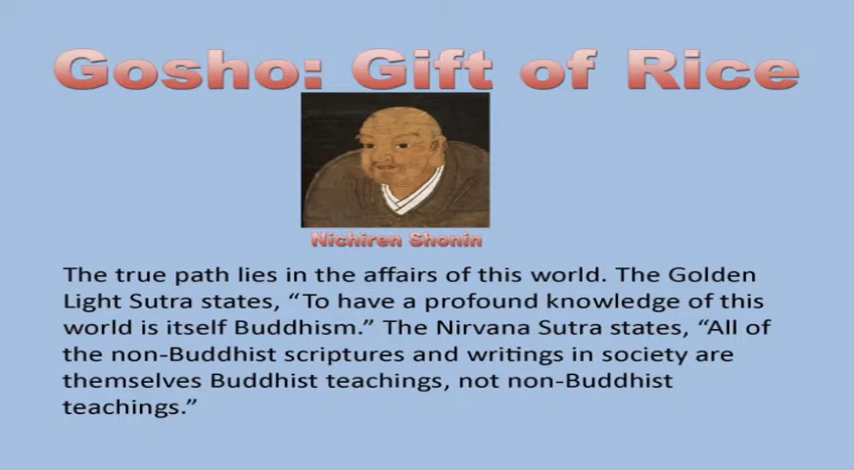 Gosho: Gift of Rice
Nichiren Shonin
The true path lies in the affairs of this world. The Golden
Light Sutra states, “To have a profound knowledge of this
world is itself Buddhism.” The Nirvana Sutra states, “All of
the non-Buddhist scriptures and writings in society are
themselves Buddhist teachings, not non-Buddhist
teachings.”